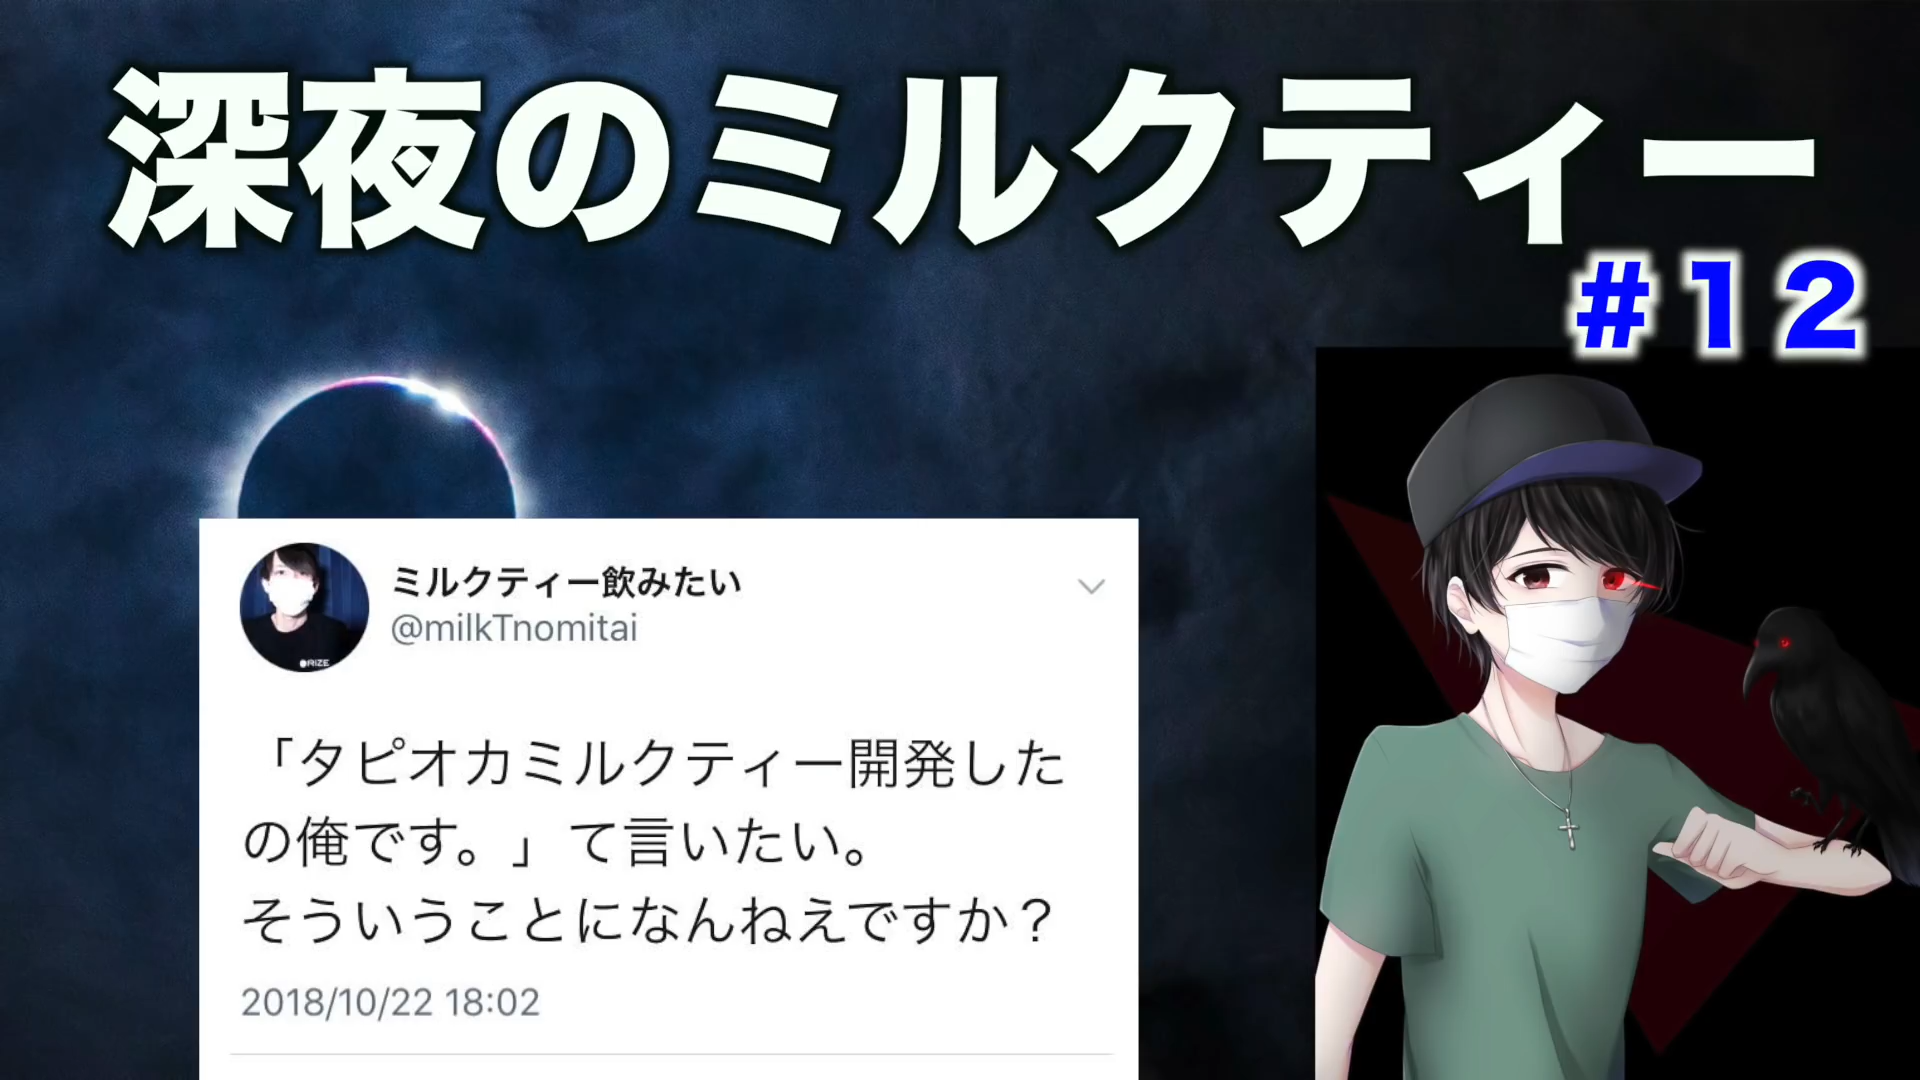 深夜のミルクティー
#12
ミルクティー飲みたい
@milkTnomitai
RIZE
「タピオカミルクティー開発した
の俺です。」て言いたい。
そういうことになんねえですか？
2018/10/22 18:02